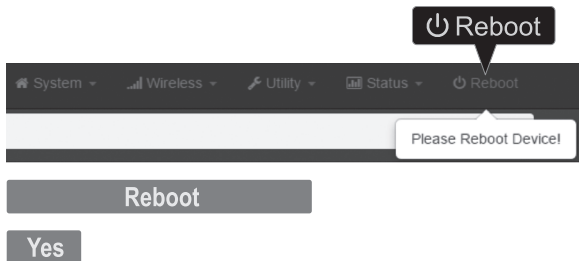 Reboot
System Wireless Utility Status Reboot
Please Reboot Device!
Reboot
Yes